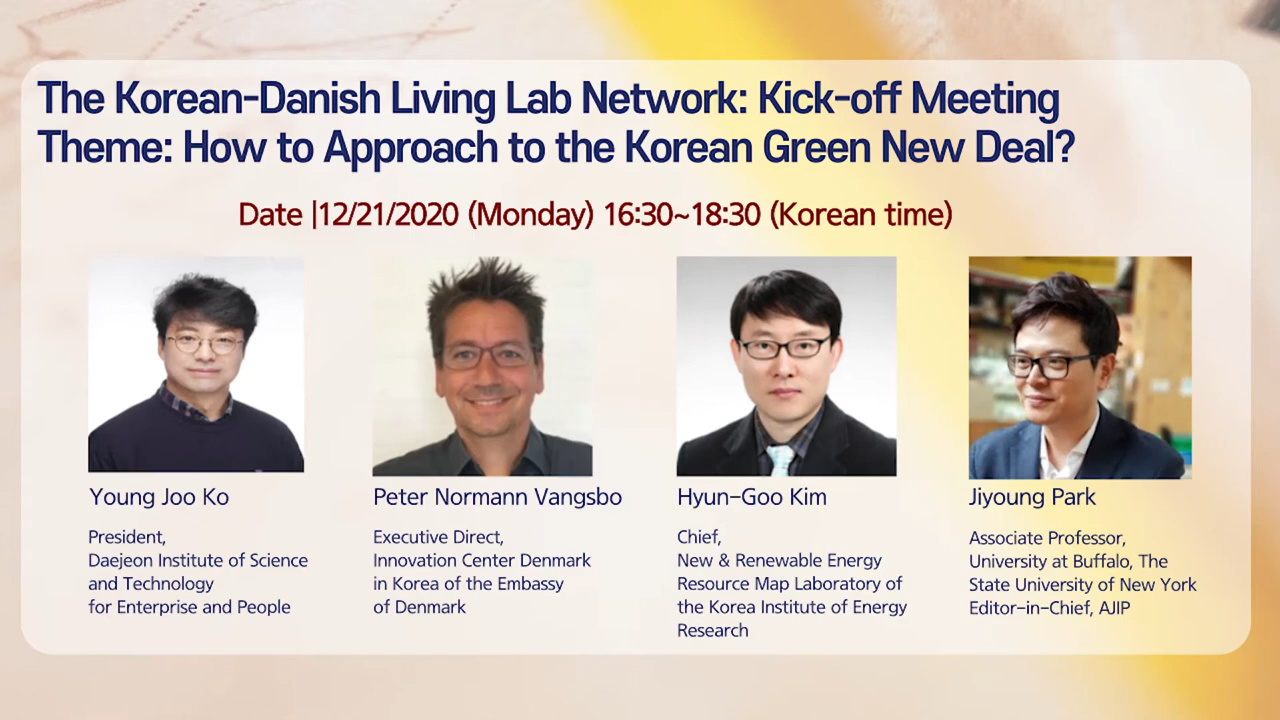 The Korean-Danish Living Lab Network: Kick-off Meeting
Theme: How to Approach to the Korean Green New Deal?
Date |12/21/2020 (Monday) 16:30~18:30 (Korean time)
Young Joo Ko
President,
Daejeon Institute of Science
and Technology
for Enterprise and People
Peter Normann Vangsbo
Executive Direct,
Innovation Center Denmark
in Korea of the Embassy
of Denmark
Hyun-Goo Kim
Chief,
New & Renewable Energy
Resource Map Laboratory of
the Korea Institute of Energy
Research
Jiyoung Park
Associate Professor,
University at Buffalo, The
State University of New York
Editor-in-Chief, AJIP